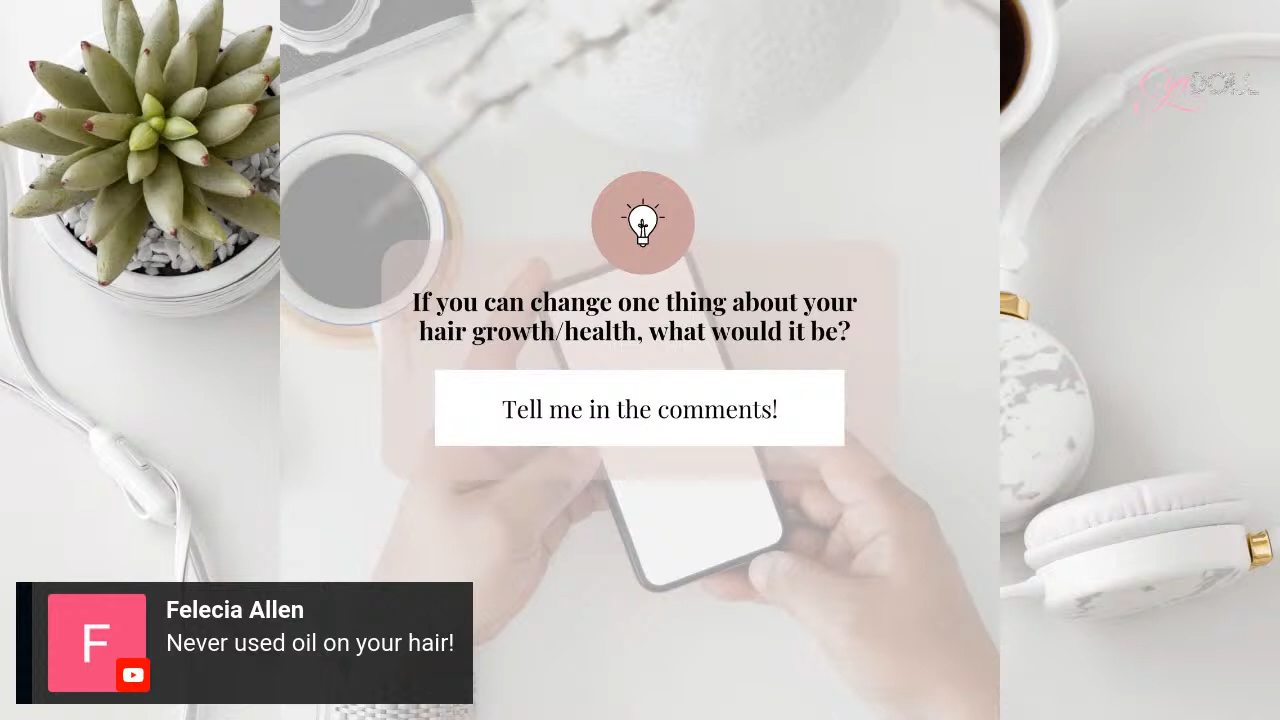 If you can change one thing about your
hair growth/health, what would it be?
Tell me in the comments!
F
Felecia Allen
Never used oil on your hair!